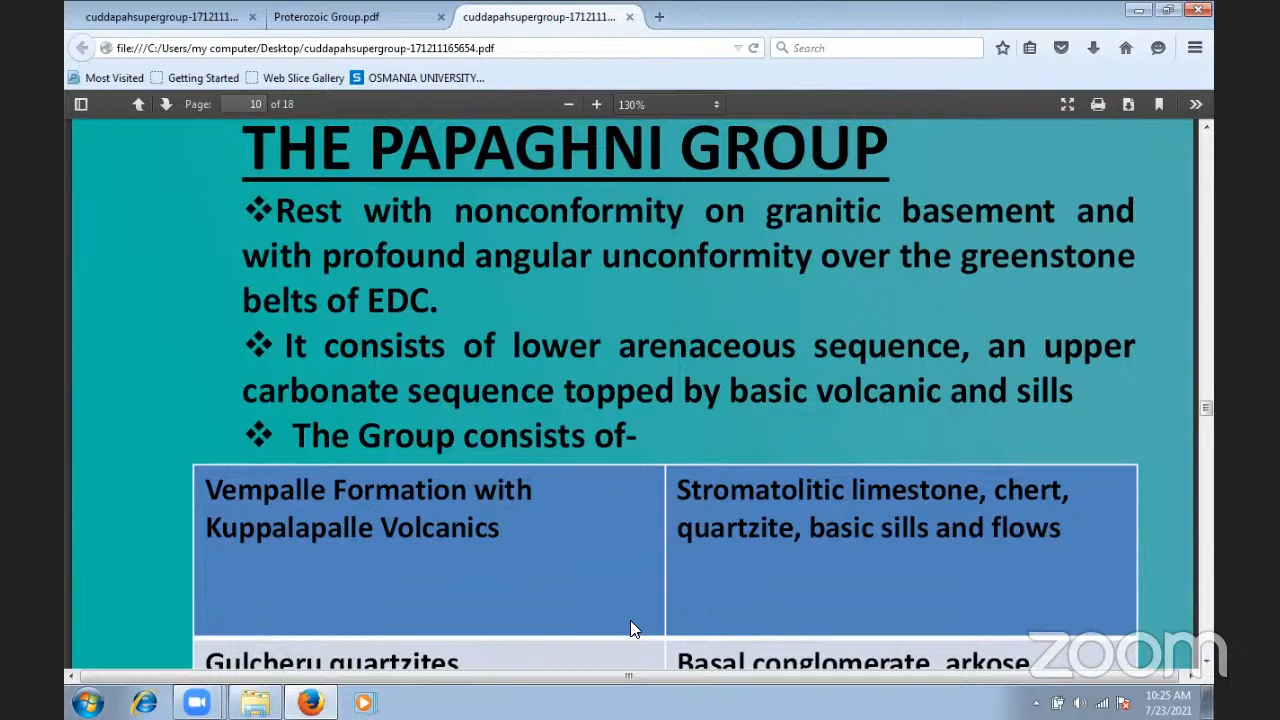 cuddapahsupergroup-1712111...
Proterozoic Group.pdf
cuddapahsupergroup-1712111...
file:///C:/Users/my computer/Desktop/cuddapahsupergroup-171211165654.pdf
Search
Most Visited
Getting Started
Web Slice Gallery
OSMANIA UNIVERSITY...
Page: 10 of 18
130%
THE PAPAGHNI GROUP
❖Rest with nonconformity on granitic basement and
with profound angular unconformity over the greenstone
belts of EDC.
❖ It consists of lower arenaceous sequence, an upper
carbonate sequence topped by basic volcanic and sills
❖ The Group consists of-
Vempalle Formation with
Kuppalapalle Volcanics
Stromatolitic limestone, chert,
quartzite, basic sills and flows
Gulcheru quartzites
Basal conglomerate, arkose
zoom
10:25 AM
7/23/2021